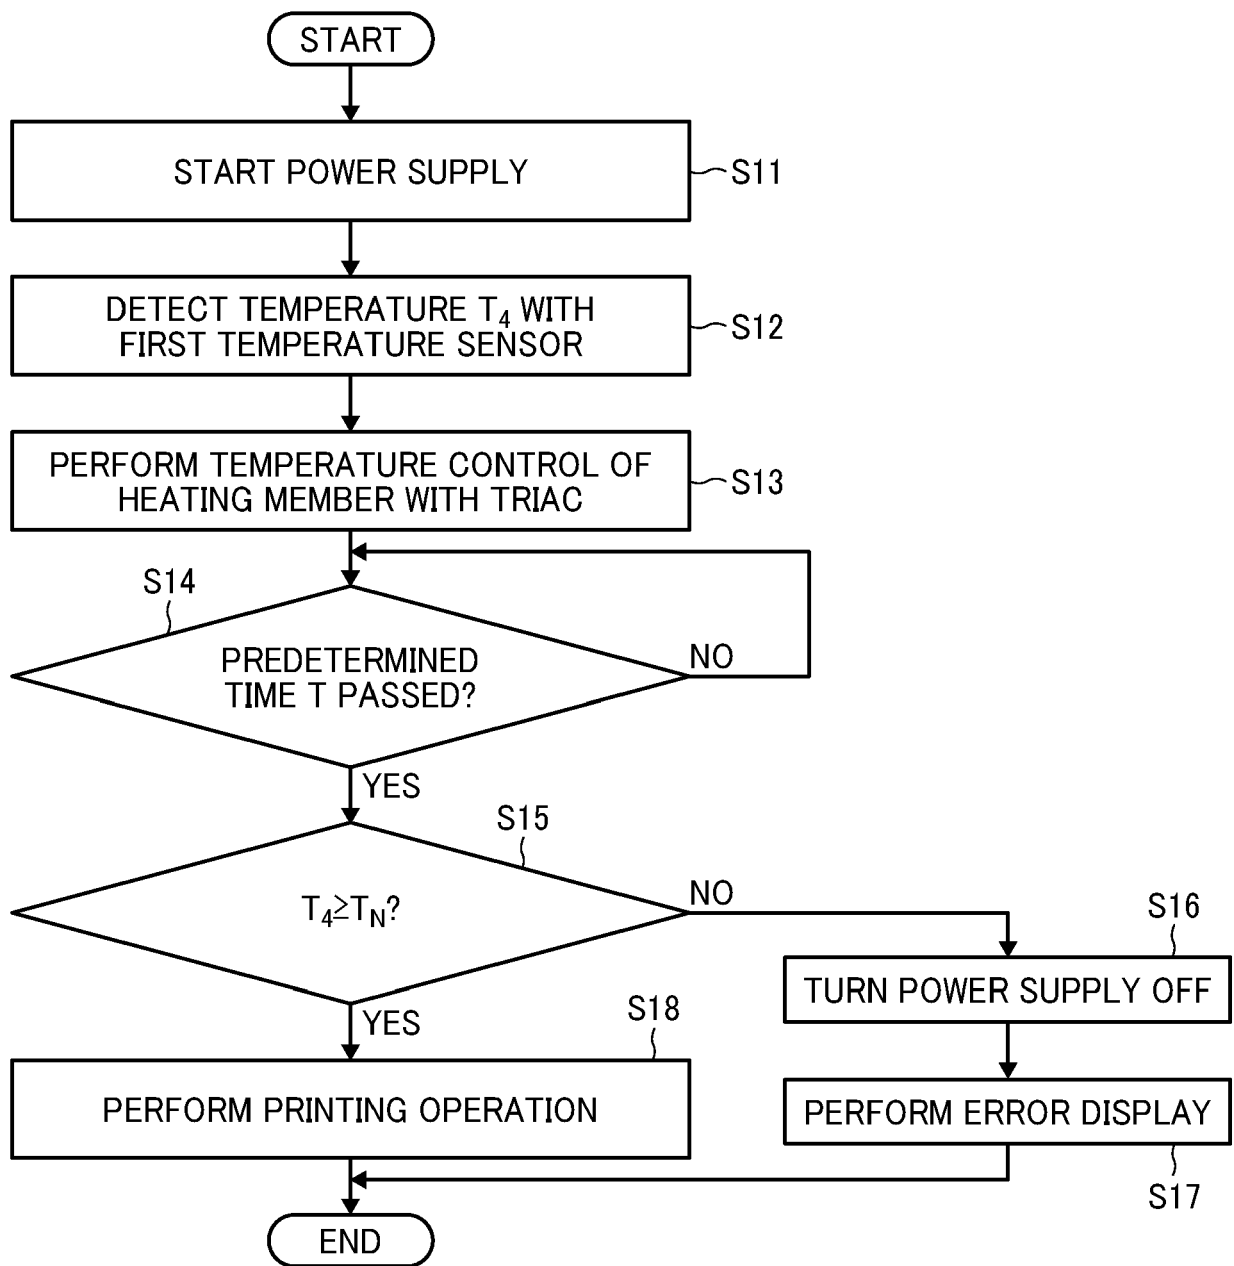 START
START POWER SUPPLY
S11
DETECT TEMPERATURE T₄ WITH
FIRST TEMPERATURE SENSOR
S12
PERFORM TEMPERATURE CONTROL OF
HEATING MEMBER WITH TRIAC
S13
S14
PREDETERMINED
TIME T PASSED?
NO
YES
S15
T₄≥T_N?
NO
YES
S16
TURN POWER SUPPLY OFF
S18
PERFORM PRINTING OPERATION
PERFORM ERROR DISPLAY
S17
END